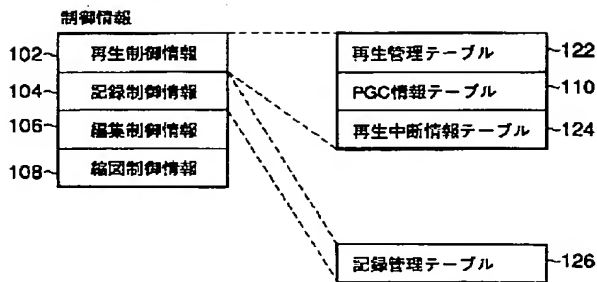 制御情報
102 再生制御情報
104 記録制御情報
106 編集制御情報
108 縮図制御情報
再生管理テーブル 122
PGC情報テーブル 110
再生中断情報テーブル 124
記録管理テーブル 126